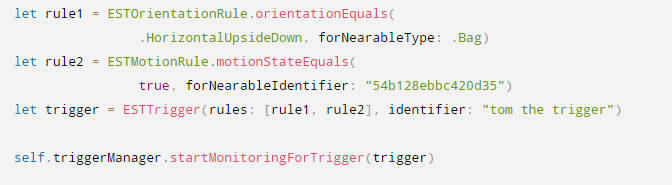 let rule1 = ESTOrientationRule.orientationEquals(
.HorizontalUpsideDown, forNearableType: .Bag)
let rule2 = ESTMotionRule.motionStateEquals(
true, forNearableIdentifier: "54b128ebbc420d35")
let trigger = ESTTrigger(rules: [rule1, rule2], identifier: "tom the trigger")
self.triggerManager.startMonitoringForTrigger(trigger)